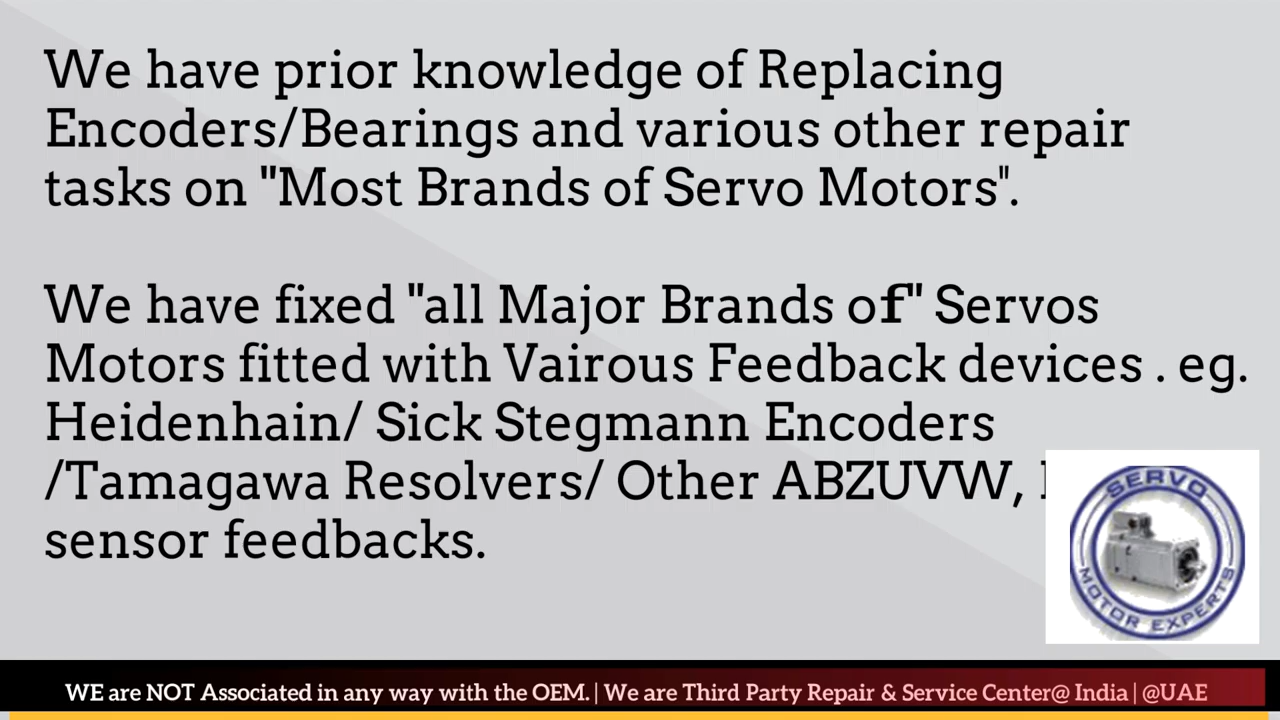 We have prior knowledge of Replacing
Encoders/Bearings and various other repair
tasks on "Most Brands of Servo Motors".
We have fixed "all Major Brands of" Servos
Motors fitted with Vairous Feedback devices . eg.
Heidenhain/ Sick Stegmann Encoders
/Tamagawa Resolvers/ Other ABZUVW,
sensor feedbacks.
SERVO
MOTOR EXPERTS
WE are NOT Associated in any way with the OEM. | We are Third Party Repair & Service Center@ India | @UAE